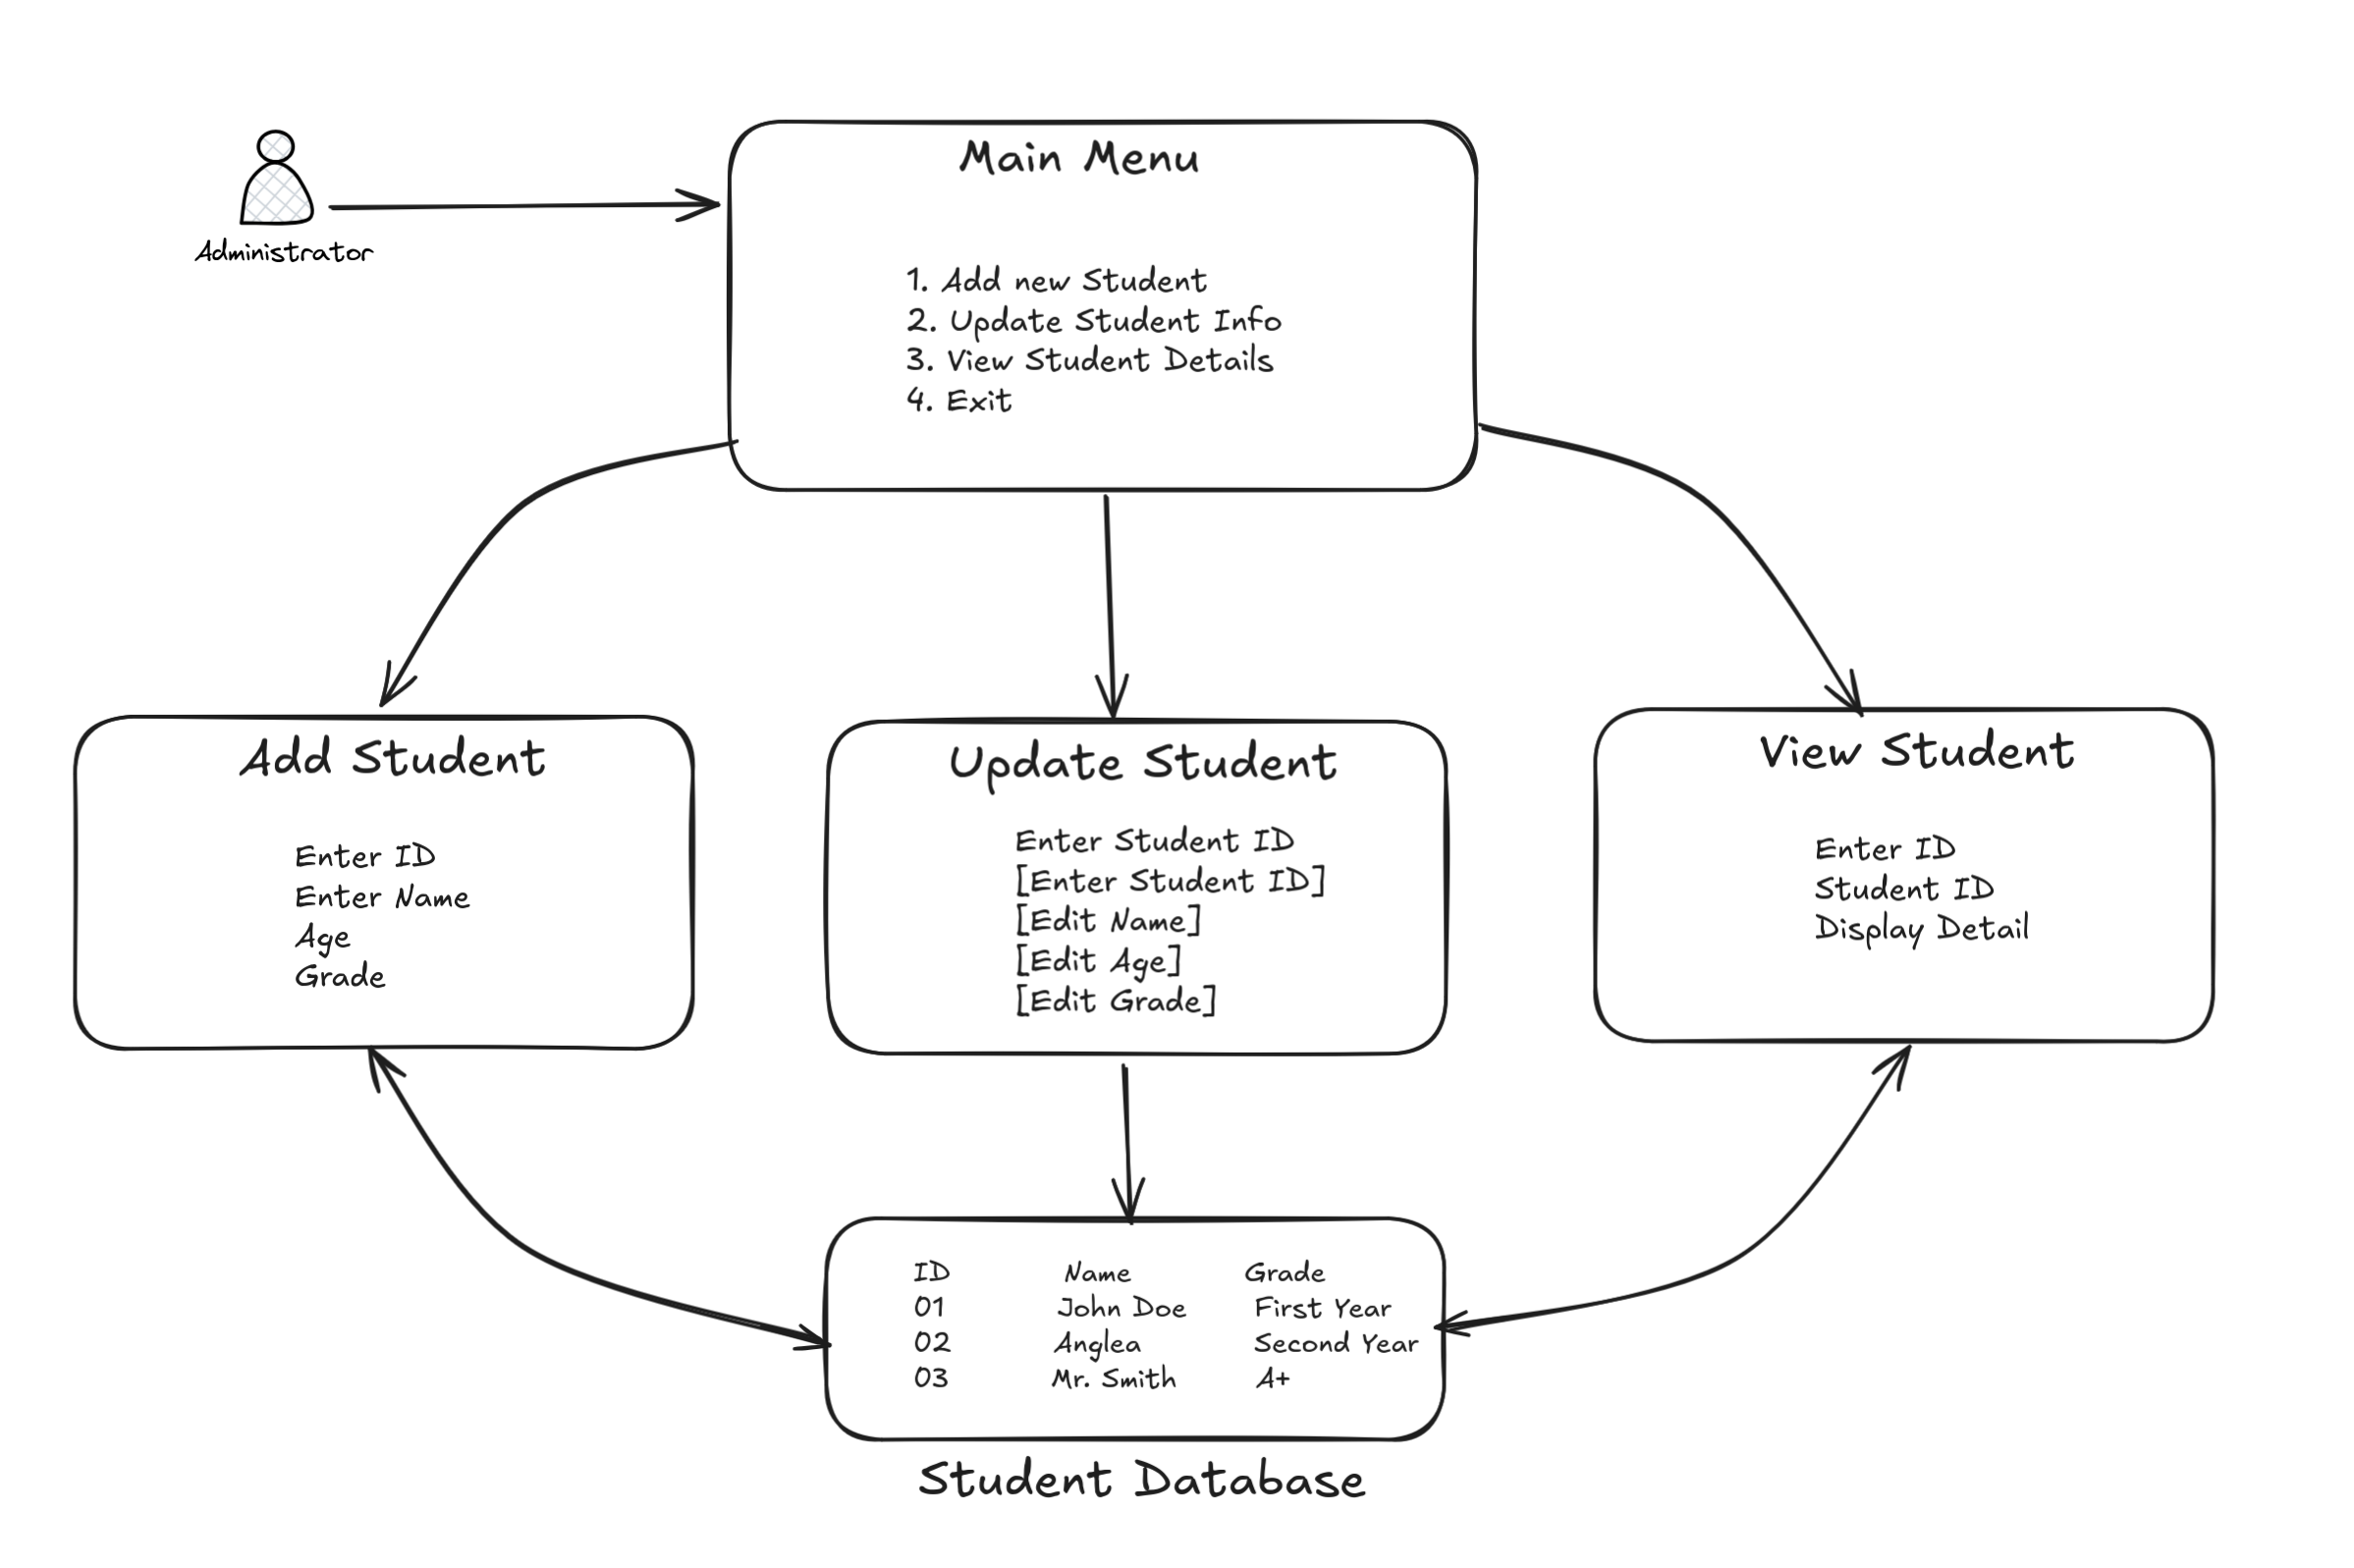 Administrator
Main Menu
1. Add new Student
2. Update Student Info
3. View Student Details
4. Exit
Add Student
Enter ID
Enter Name
Age
Grade
Update Student
Enter Student ID
[Enter Student ID]
[Edit Name]
[Edit Age]
[Edit Grade]
View Student
Enter ID
Student ID
Display Detail
ID Name Grade
01 John Doe First Year
02 Anglea Second Year
03 Mr. Smith A+
Student Database